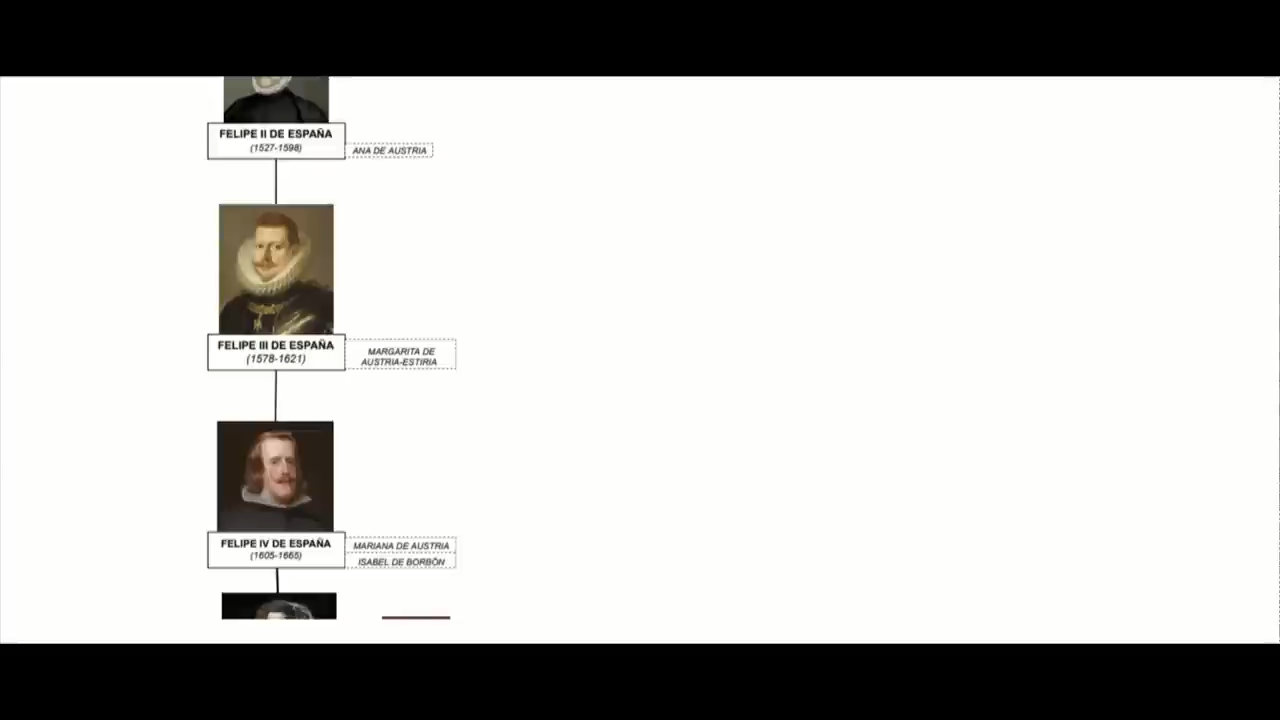 FELIPE II DE ESPAÑA
(1527-1598)
ANA DE AUSTRIA
FELIPE III DE ESPAÑA
(1578-1621)
MARGARITA DE
AUSTRIA-ESTIRIA
FELIPE IV DE ESPAÑA
(1605-1665)
MARIANA DE AUSTRIA
ISABEL DE BORBÓN